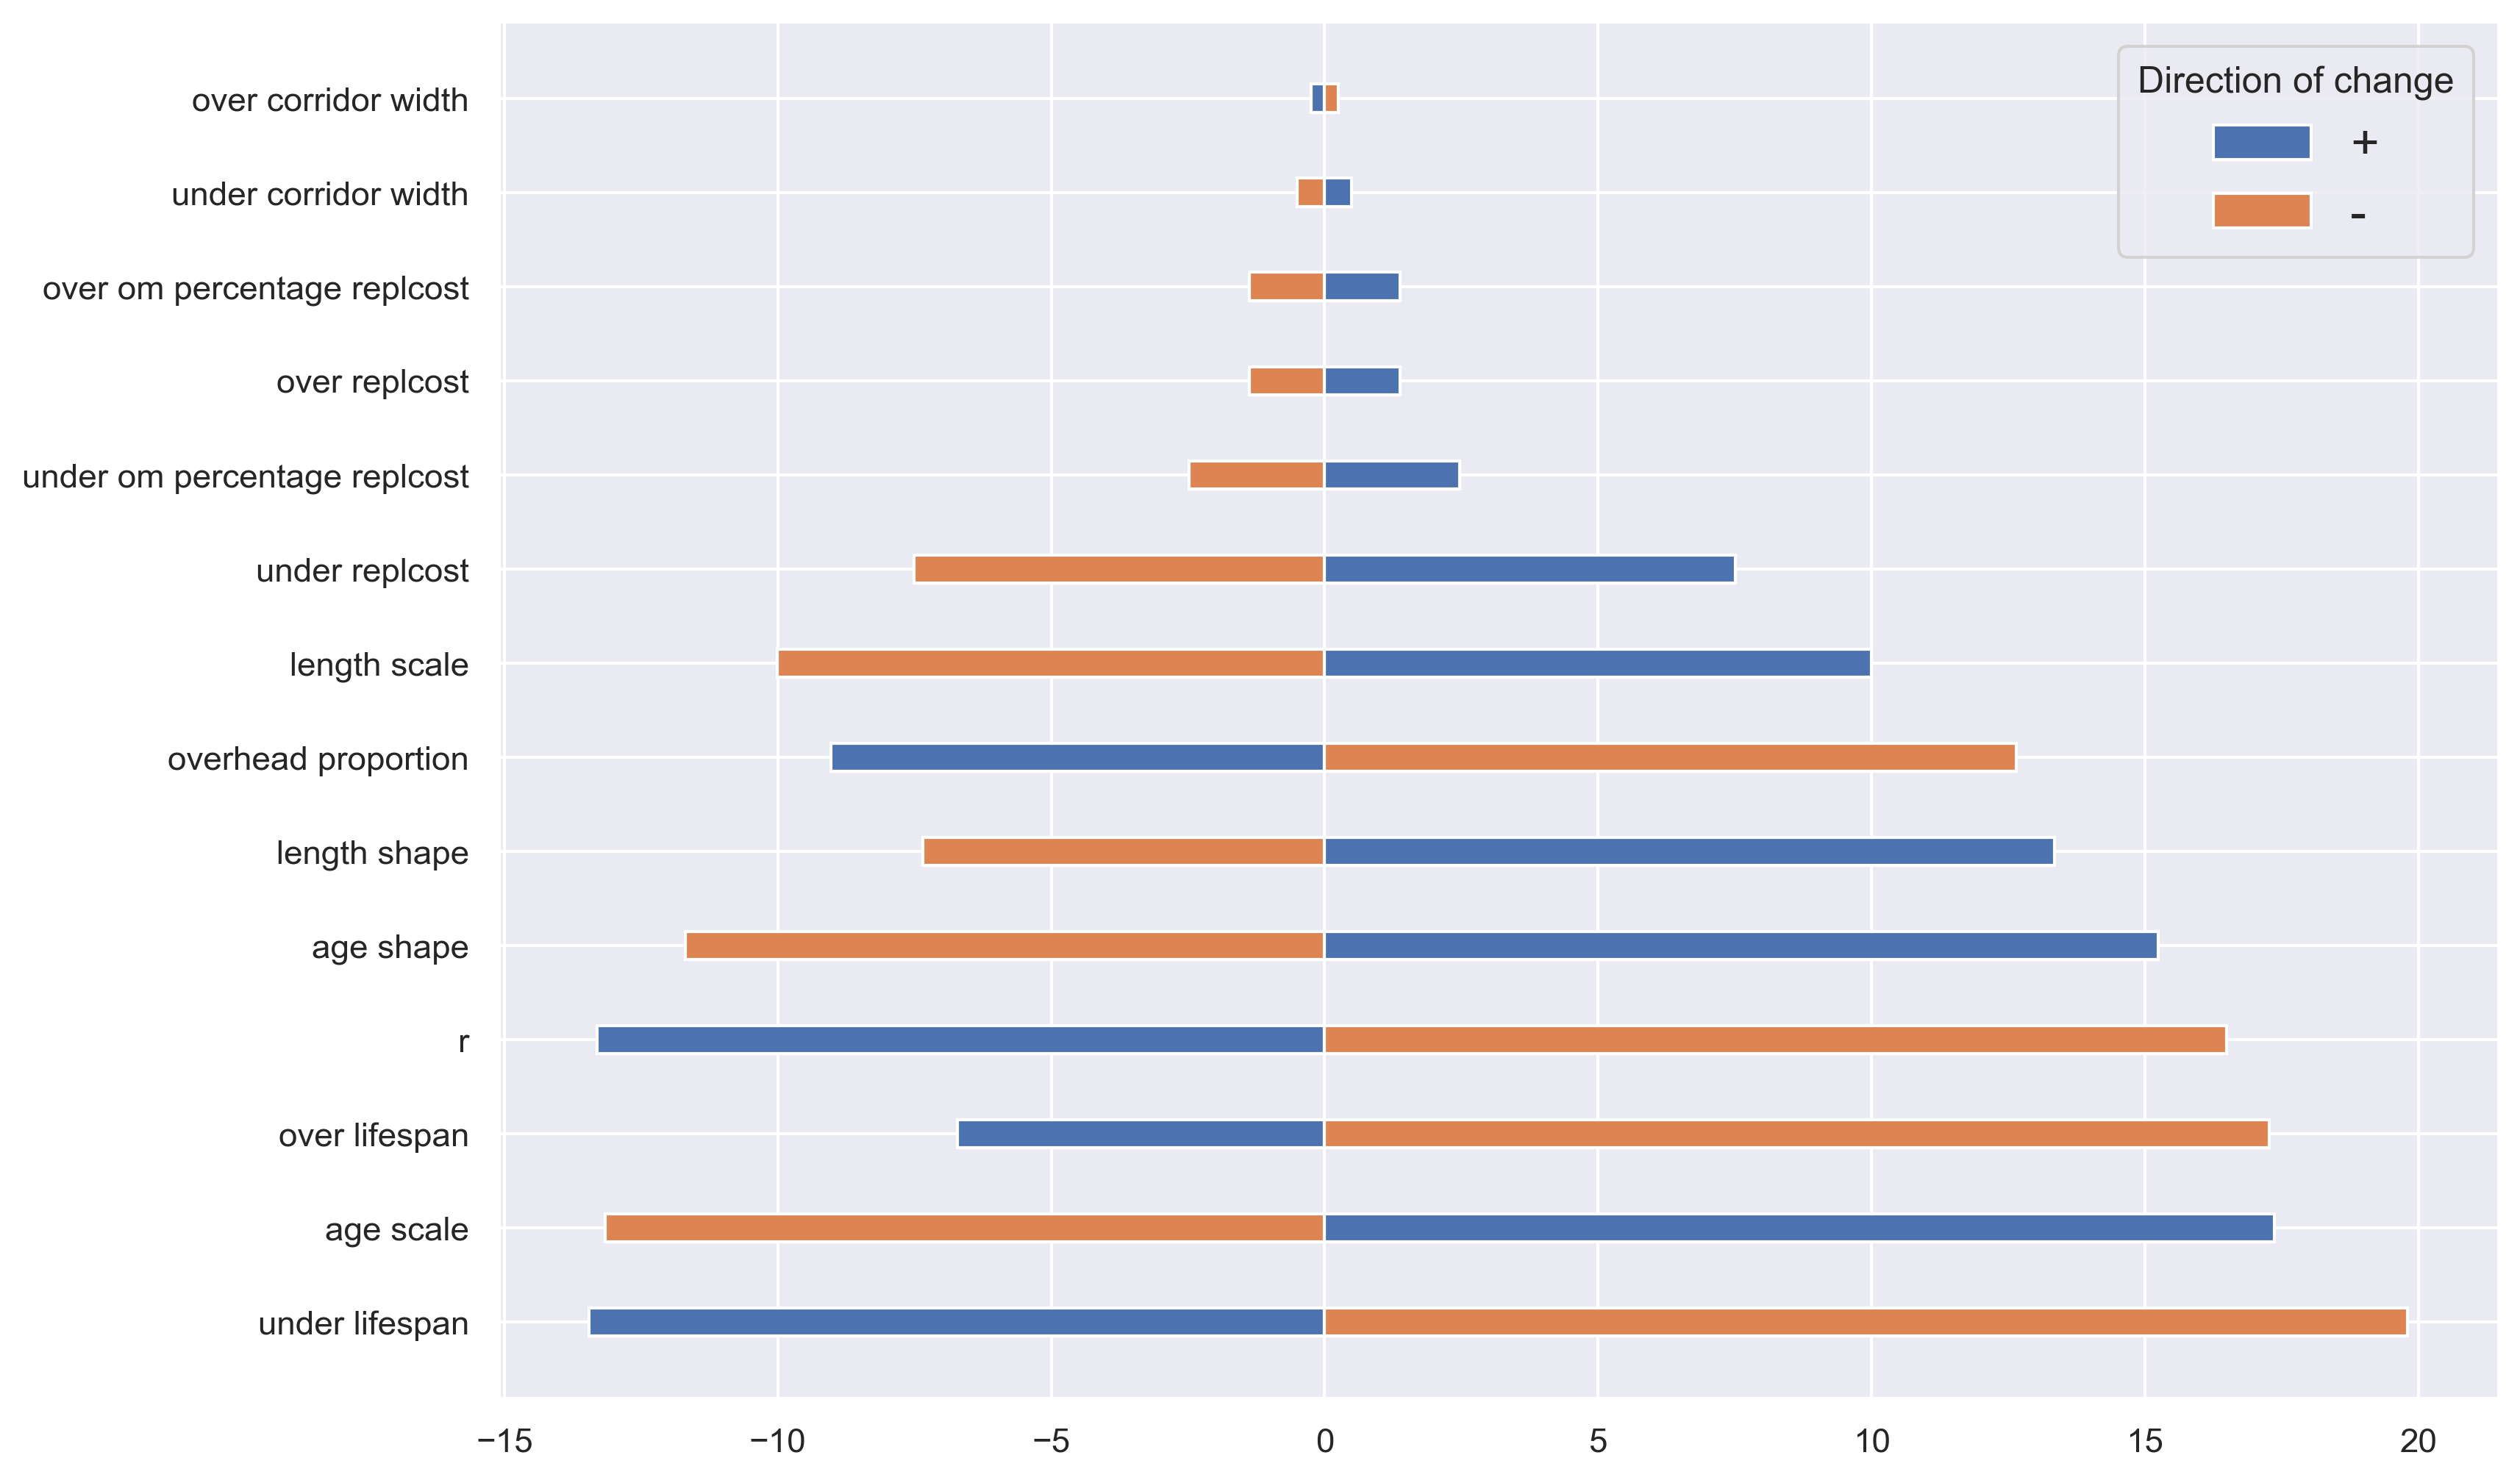 Direction of change
+
-
over corridor width
under corridor width
over om percentage replcost
over replcost
under om percentage replcost
under replcost
length scale
overhead proportion
length shape
age shape
r
over lifespan
age scale
under lifespan
−15 −10 −5 0 5 10 15 20